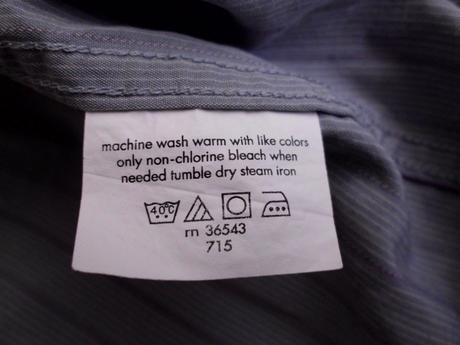 machine wash warm with like colors
only non-chlorine bleach when
needed tumble dry steam iron
40°C
rn 36543
715